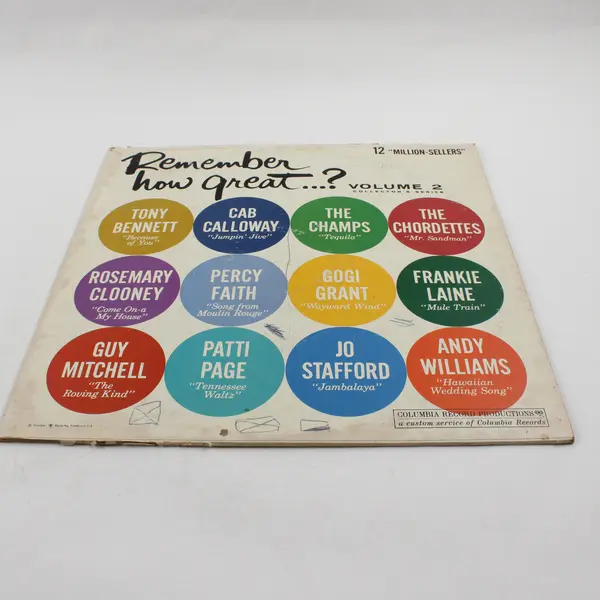 Remember
how great...?
12 "MILLION-SELLERS"
VOLUME 2
COLLECTOR'S SERIES
TONY
BENNETT
"Because
of You"
CAB
CALLOWAY
"Jumpin' Jive"
THE
CHAMPS
"Tequila"
THE
CHORDETTES
"Mr. Sandman"
ROSEMARY
CLOONEY
"Come On-a
My House"
PERCY
FAITH
"Song from
Moulin Rouge"
GOGI
GRANT
"Wayward Wind"
FRANKIE
LAINE
"Mule Train"
GUY
MITCHELL
"The
Roving Kind"
PATTI
PAGE
"Tennessee
Waltz"
JO
STAFFORD
"Jambalaya"
ANDY
WILLIAMS
"Hawaiian
Wedding Song"
COLUMBIA RECORD PRODUCTIONS
a custom service of Columbia Records